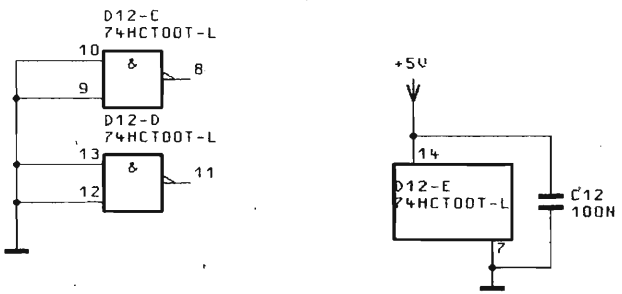 D12-C
74HCT00T-L
10
&
8
9
D12-D
74HCT00T-L
13
&
11
12
+5V
14
D12-E
74HCT00T-L
C12
100N
7